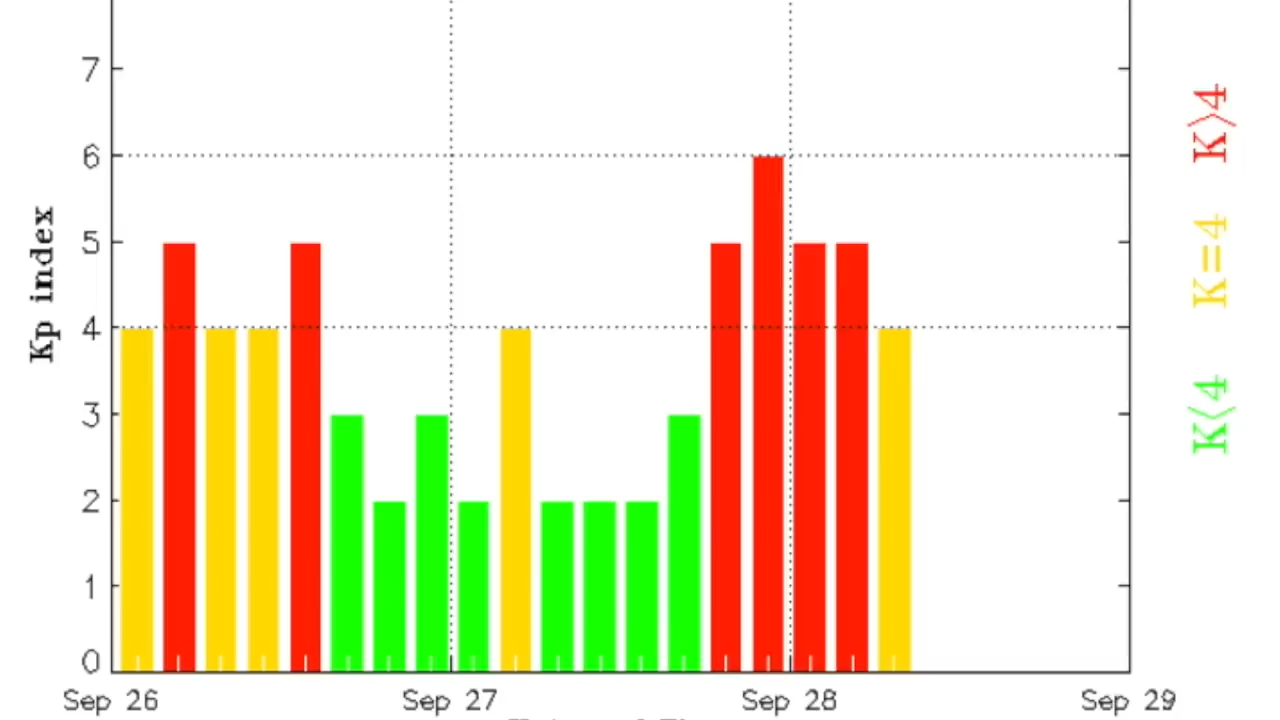 7
6
5
4
3
2
1
0
Kp index
Sep 26
Sep 27
Sep 28
Sep 29
K>4
K=4
K<4